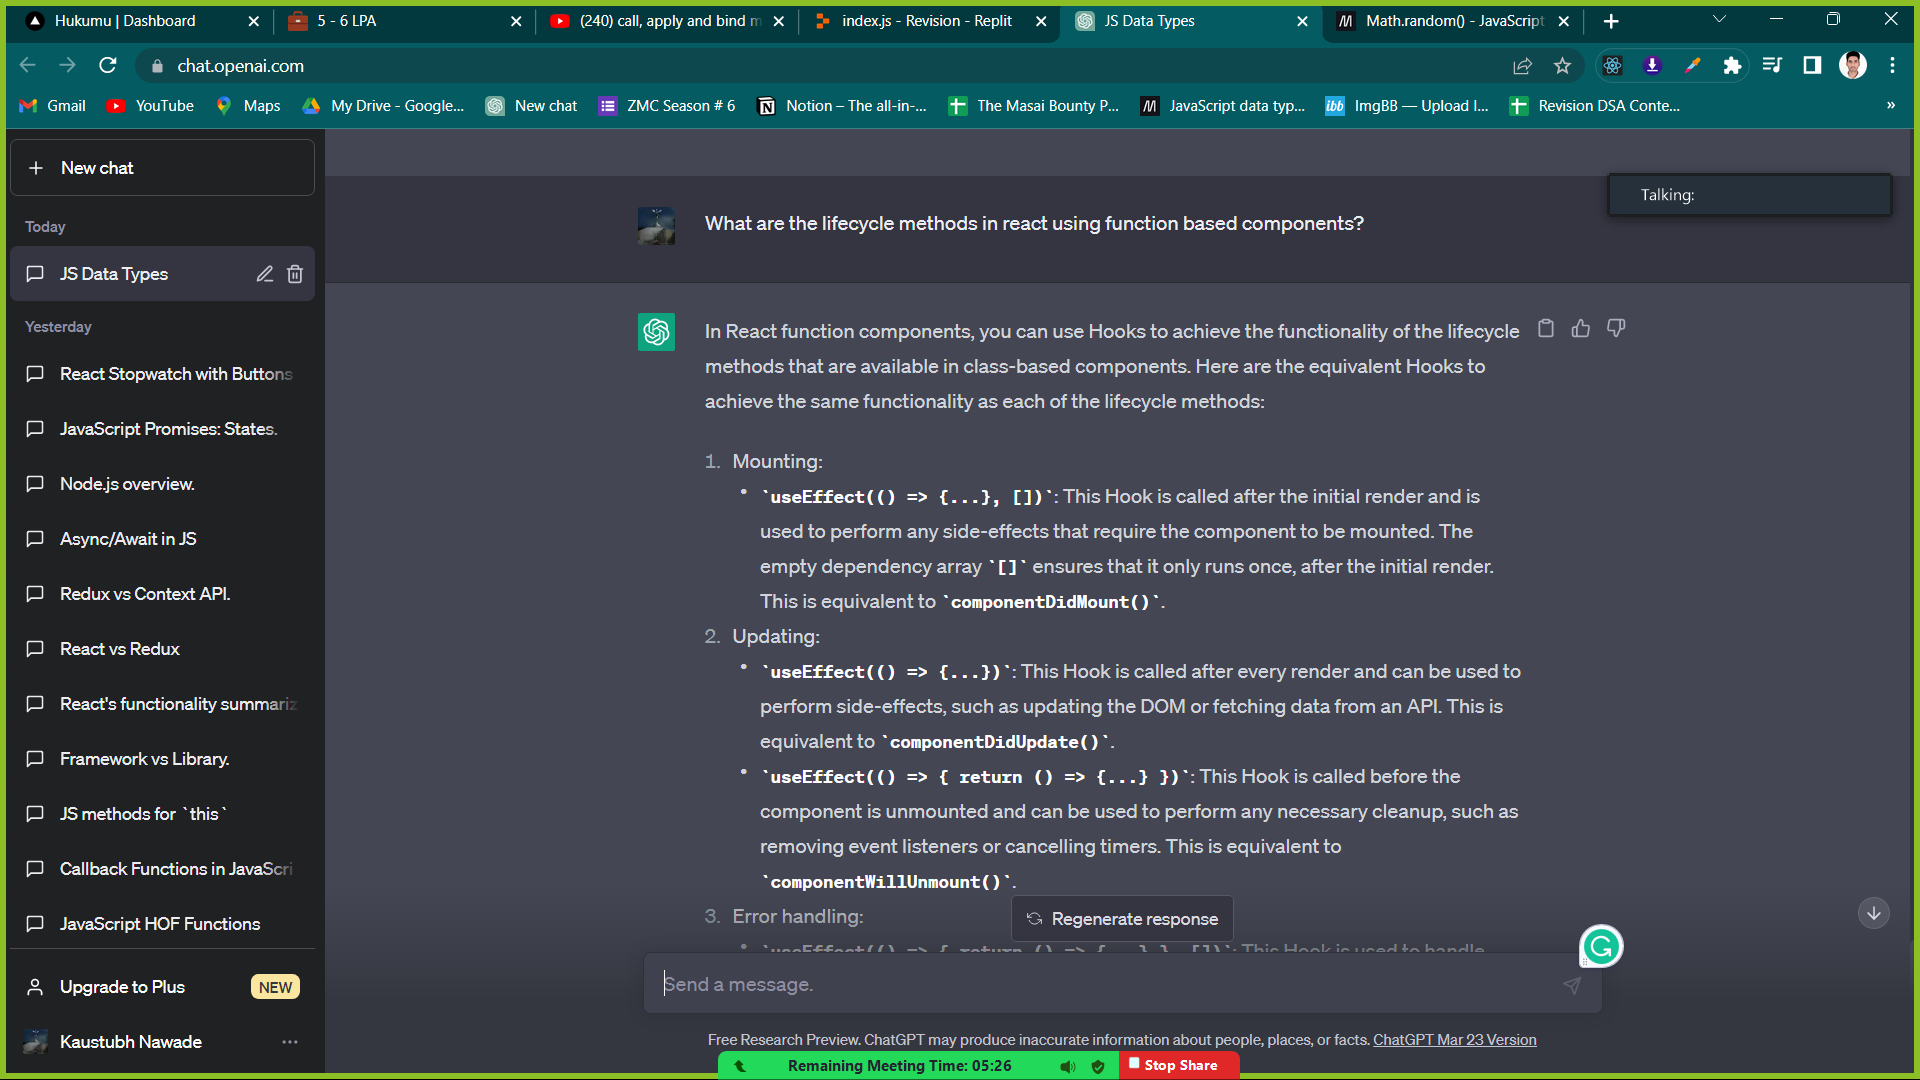 Hukumu | Dashboard
5 - 6 LPA
(240) call, apply and bind m
index.js - Revision - Replit
JS Data Types
Math.random() - JavaScript
chat.openai.com
Gmail
YouTube
Maps
My Drive - Google...
New chat
ZMC Season # 6
Notion – The all-in-...
The Masai Bounty P...
JavaScript data typ...
ibb
ImgBB — Upload I...
Revision DSA Conte...
»
New chat
Today
JS Data Types
Yesterday
React Stopwatch with Buttons
JavaScript Promises: States.
Node.js overview.
Async/Await in JS
Redux vs Context API.
React vs Redux
React's functionality summariz
Framework vs Library.
JS methods for `this`
Callback Functions in JavaScri
JavaScript HOF Functions
Upgrade to Plus
NEW
Kaustubh Nawade
Talking:
What are the lifecycle methods in react using function based components?
In React function components, you can use Hooks to achieve the functionality of the lifecycle
methods that are available in class-based components. Here are the equivalent Hooks to
achieve the same functionality as each of the lifecycle methods:
1. Mounting:
• `useEffect(() => {...}, [])`: This Hook is called after the initial render and is
used to perform any side-effects that require the component to be mounted. The
empty dependency array `[]` ensures that it only runs once, after the initial render.
This is equivalent to `componentDidMount()`.
2. Updating:
• `useEffect(() => {...})`: This Hook is called after every render and can be used to
perform side-effects, such as updating the DOM or fetching data from an API. This is
equivalent to `componentDidUpdate()`.
• `useEffect(() => { return () => {...} })`: This Hook is called before the
component is unmounted and can be used to perform any necessary cleanup, such as
removing event listeners or cancelling timers. This is equivalent to
`componentWillUnmount()`.
3. Error handling:
• `useEffect(() => { return () => {...} }, [])`: This Hook is used to handle
Regenerate response
Send a message.
Free Research Preview. ChatGPT may produce inaccurate information about people, places, or facts. ChatGPT Mar 23 Version
Remaining Meeting Time: 05:26
Stop Share